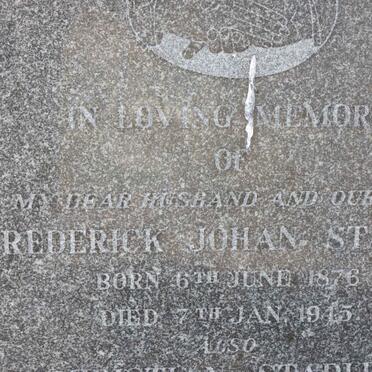 IN LOVING MEMOR
OF
MY DEAR HUSBAND AND OUR
REDERICK JOHAN ST
BORN 6TH JUNE 1876
DIED 7TH JAN. 1945
ALSO